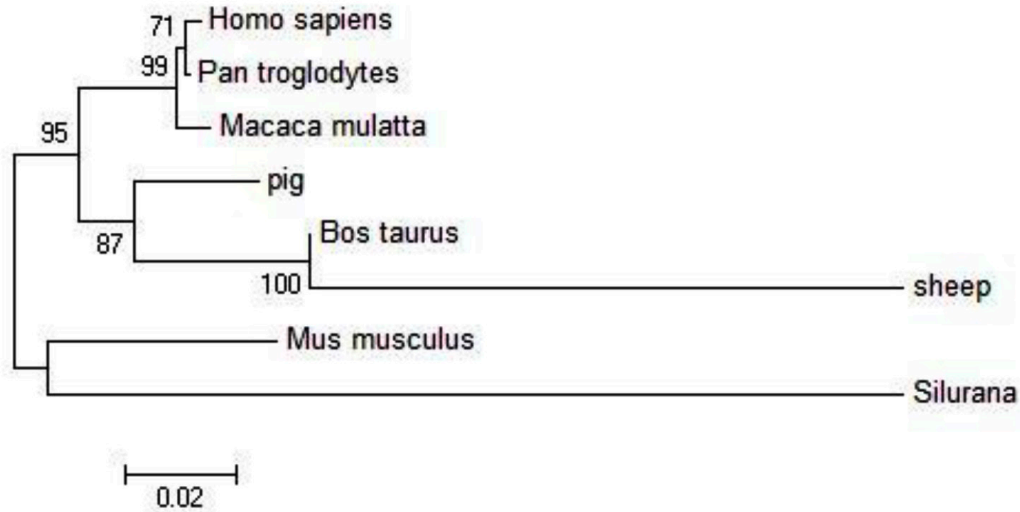 71
Homo sapiens
99
Pan troglodytes
Macaca mulatta
95
pig
87
Bos taurus
100
sheep
Mus musculus
Silurana
0.02